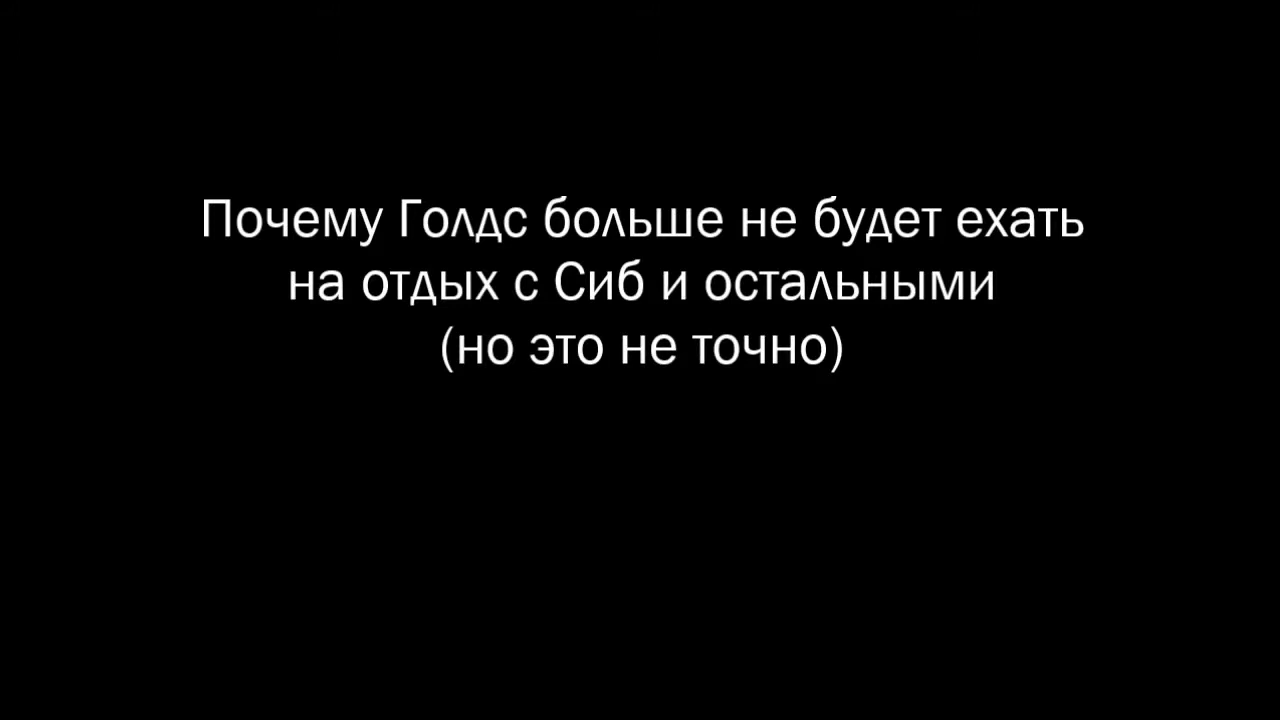 Почему Голдс больше не будет ехать
на отдых с Сиб и остальными
(но это не точно)